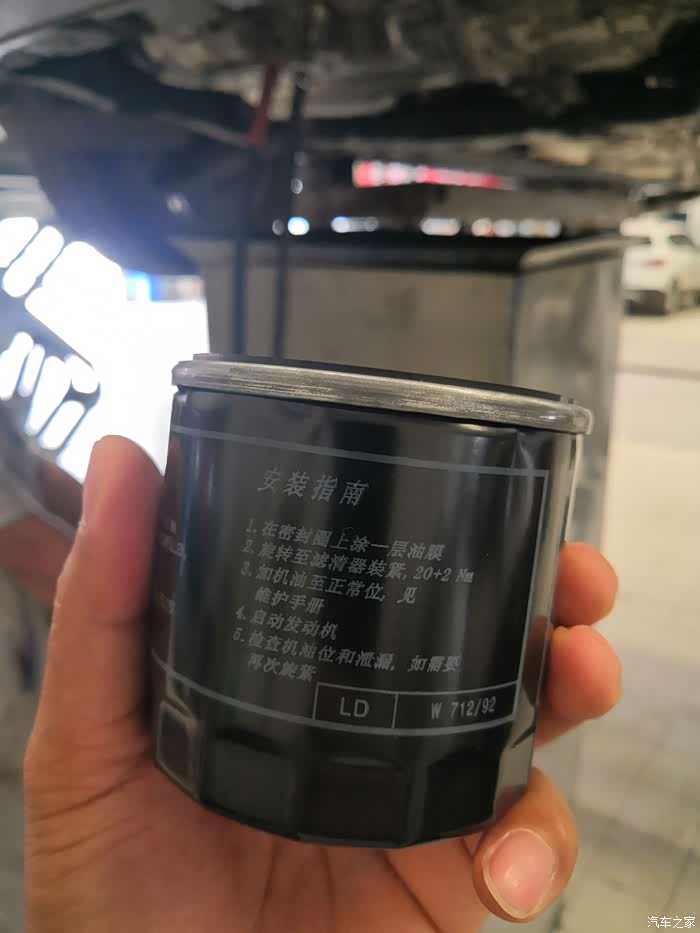 安装指南
1. 在密封圈上涂一层油膜
2. 旋转至滤清器装紧, 20+2 Nm
3. 加机油至正常位, 见
维护手册
4. 启动发动机
5. 检查机油位和泄漏, 如需要
再次旋紧
LD
W 712/92
汽车之家